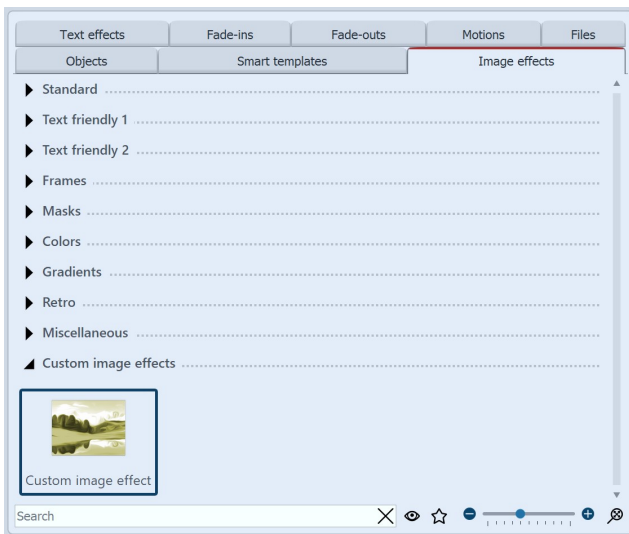 Text effects Fade-ins Fade-outs Motions Files
Objects Smart templates Image effects
Standard
Text friendly 1
Text friendly 2
Frames
Masks
Colors
Gradients
Retro
Miscellaneous
Custom image effects
Custom image effect
Search